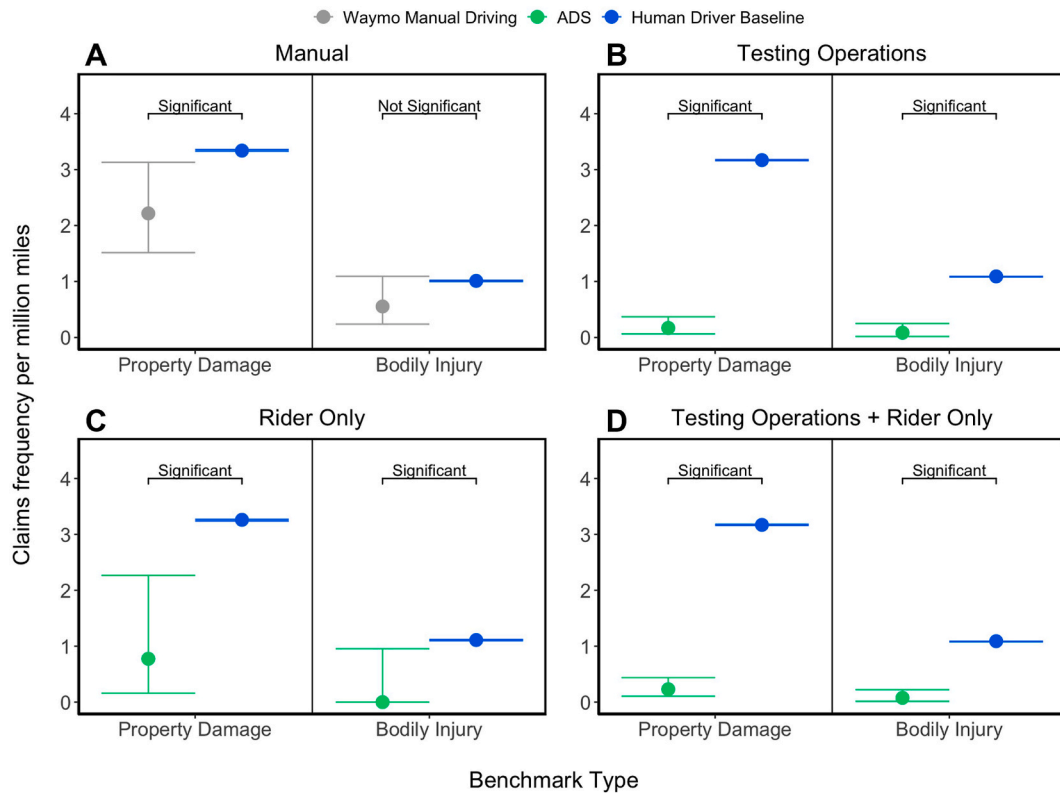 Waymo Manual Driving ADS Human Driver Baseline
A Manual
B Testing Operations
Significant Not Significant
Significant Significant
4
3
2
1
0
4
3
2
1
0
Property Damage Bodily Injury
Property Damage Bodily Injury
C Rider Only
D Testing Operations + Rider Only
Significant Significant
Significant Significant
4
3
2
1
0
4
3
2
1
0
Property Damage Bodily Injury
Property Damage Bodily Injury
Claims frequency per million miles
Benchmark Type